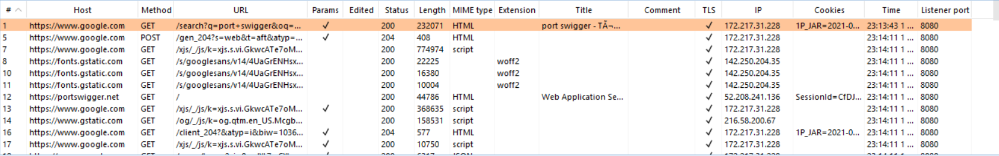 # Host Method URL Params Edited Status Length MIME type Extension Title Comment TLS IP Cookies Time Listener port
1 https://www.google.com GET /search?q=port+swigger&oq=... ✓ 200 232071 HTML port swigger - TÃ¬... ✓ 172.217.31.228 1P_JAR=2021-0... 23:13:43 1 ... 8080
5 https://www.google.com POST /gen_204?s=web&t=aft&atyp=... ✓ 204 408 HTML ✓ 172.217.31.228 23:14:11 1 ... 8080
7 https://www.google.com GET /xjs/_/js/k=xjs.s.vi.GkwcATe7oM... 200 774974 script ✓ 172.217.31.228 23:14:11 1 ... 8080
8 https://fonts.gstatic.com GET /s/googlesans/v14/4UaGrENHsx... 200 22225 woff2 ✓ 142.250.204.35 23:14:11 1 ... 8080
10 https://fonts.gstatic.com GET /s/googlesans/v14/4UaGrENHsx... 200 16380 woff2 ✓ 142.250.204.35 23:14:11 1 ... 8080
11 https://fonts.gstatic.com GET /s/googlesans/v14/4UaGrENHsx... 200 10004 woff2 ✓ 142.250.204.35 23:14:11 1 ... 8080
12 https://portswigger.net GET / 200 44786 HTML Web Application Se... ✓ 52.208.241.136 SessionId=CfDJ... 23:14:11 1 ... 8080
13 https://www.google.com GET /xjs/_/js/k=xjs.s.vi.GkwcATe7oM... ✓ 200 368635 script ✓ 172.217.31.228 23:14:11 1 ... 8080
14 https://www.gstatic.com GET /og/_/js/k=og.qtm.en_US.Mcgb... 200 158531 script ✓ 216.58.200.67 23:14:11 1 ... 8080
16 https://www.google.com GET /client_204?&atyp=i&biw=1036... ✓ 204 577 HTML ✓ 172.217.31.228 1P_JAR=2021-0... 23:14:11 1 ... 8080
17 https://www.google.com GET /xjs/_/js/k=xjs.s.vi.GkwcATe7oM... ✓ 200 10750 script ✓ 172.217.31.228 23:14:11 1 ... 8080